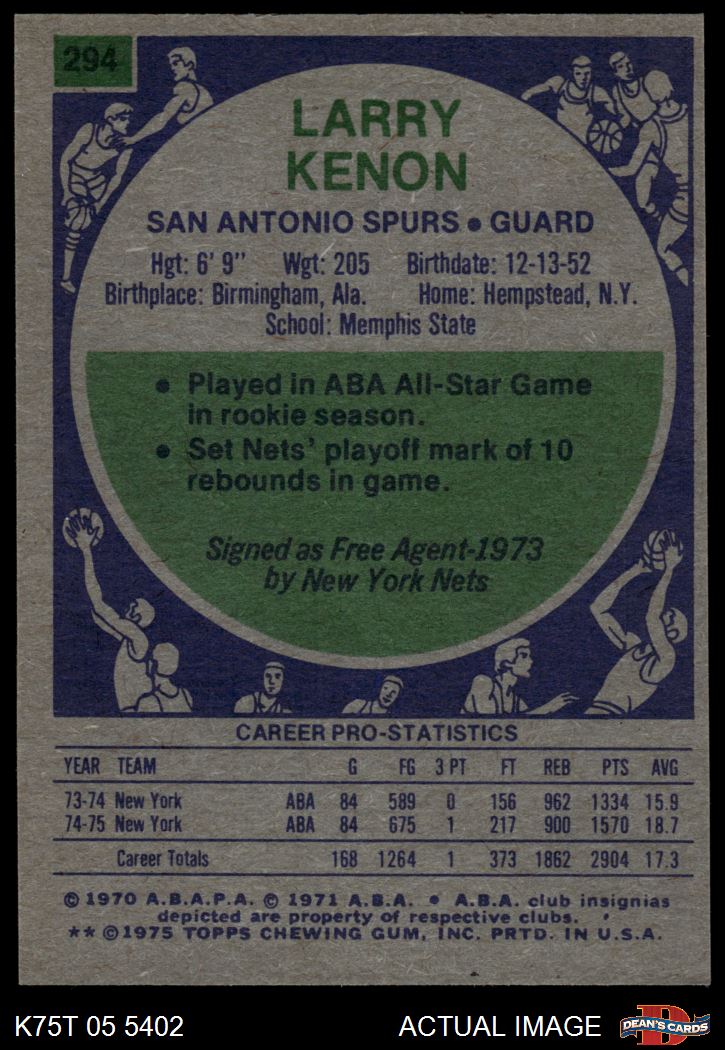 294
LARRY
KENON
SAN ANTONIO SPURS • GUARD
Hgt: 6' 9" Wgt: 205 Birthdate: 12-13-52
Birthplace: Birmingham, Ala. Home: Hempstead, N.Y.
School: Memphis State
• Played in ABA All-Star Game
in rookie season.
• Set Nets' playoff mark of 10
rebounds in game.
Signed as Free Agent-1973
by New York Nets
CAREER PRO-STATISTICS
YEAR TEAM G FG 3 PT FT REB PTS AVG
73-74 New York ABA 84 589 0 156 962 1334 15.9
74-75 New York ABA 84 675 1 217 900 1570 18.7
Career Totals 168 1264 1 373 1862 2904 17.3
© 1970 A.B.A.P.A. © 1971 A.B.A. • A.B.A. club insignias
depicted are property of respective clubs.
** ©1975 TOPPS CHEWING GUM, INC. PRTD. IN U.S.A.
K75T 05 5402 ACTUAL IMAGE D DEAN'S CARDS